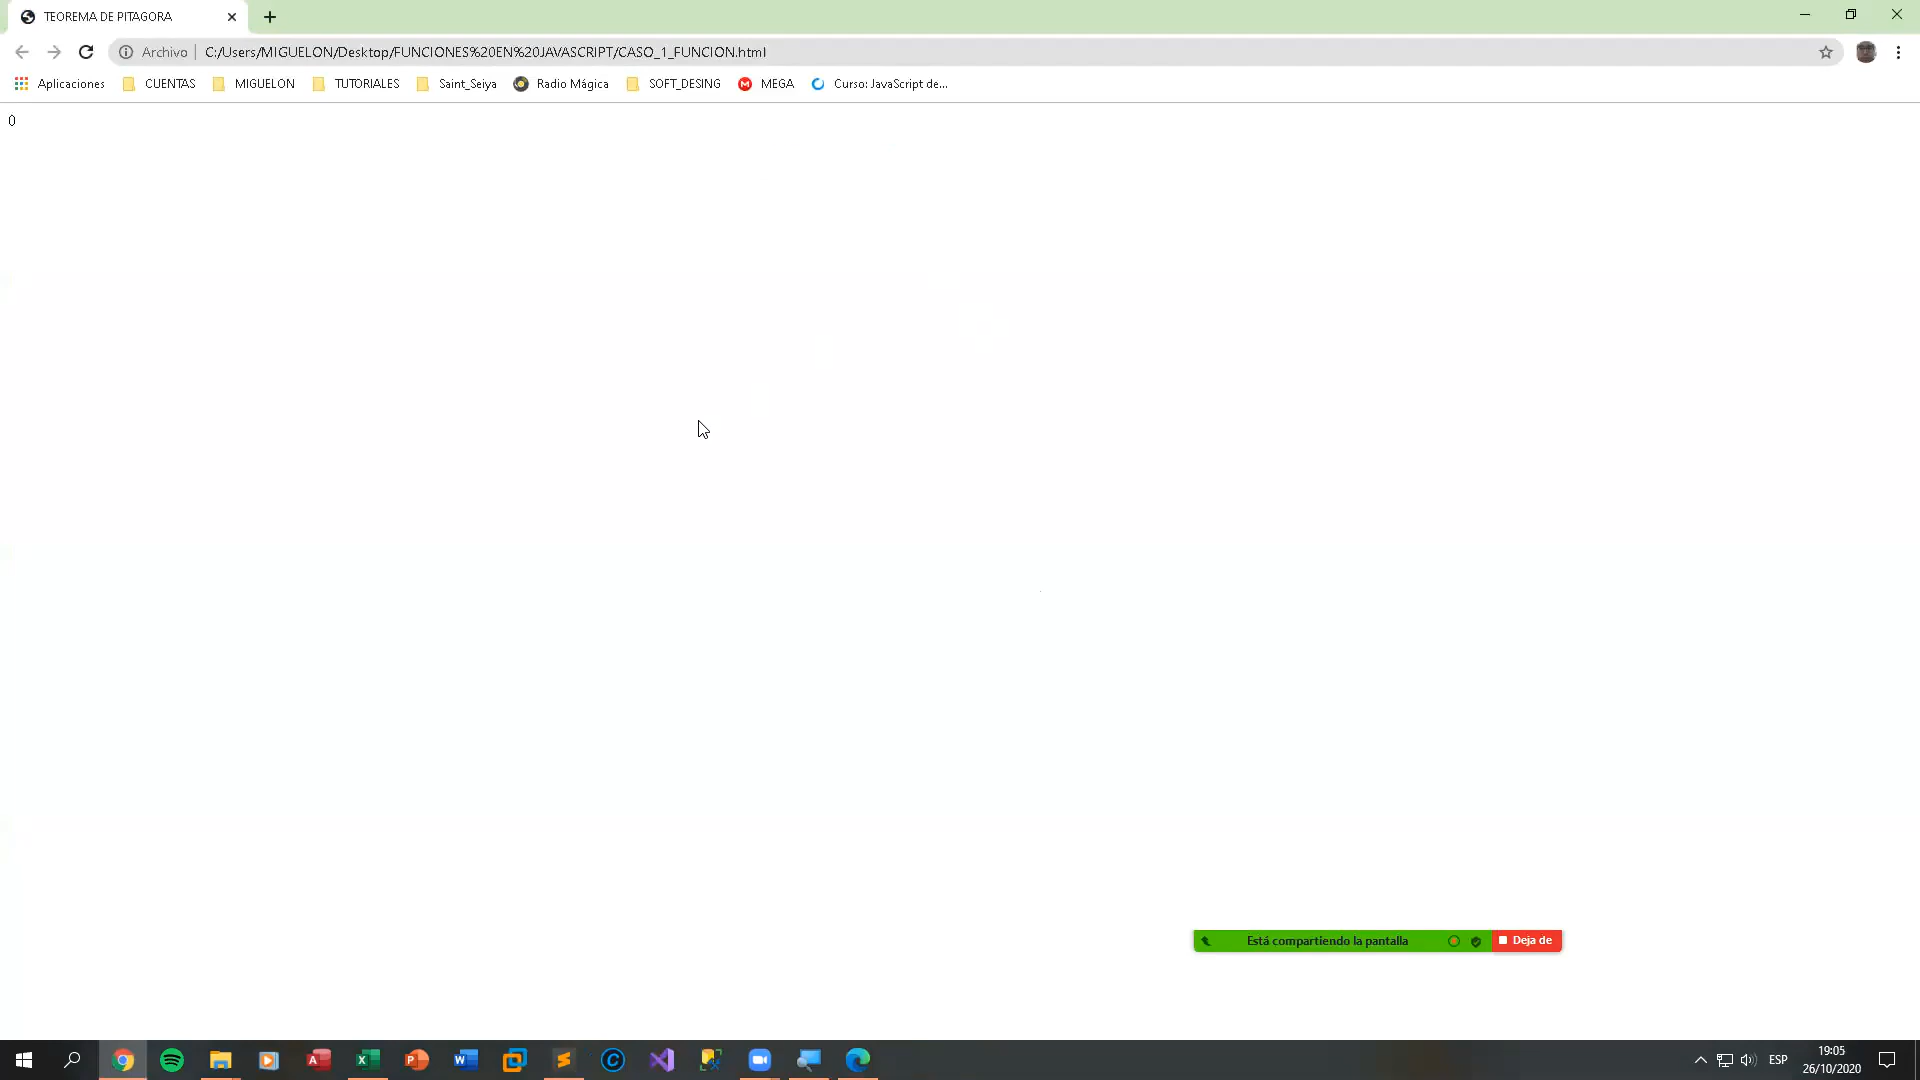 TEOREMA DE PITAGORA
Archivo | C:/Users/MIGUELON/Desktop/FUNCIONES%20EN%20JAVASCRIPT/CASO_1_FUNCION.html
Aplicaciones CUENTAS MIGUELON TUTORIALES Saint_Seiya Radio Mágica SOFT_DESING MEGA Curso: JavaScript de...
0
Está compartiendo la pantalla Deja de
ESP
19:05
26/10/2020